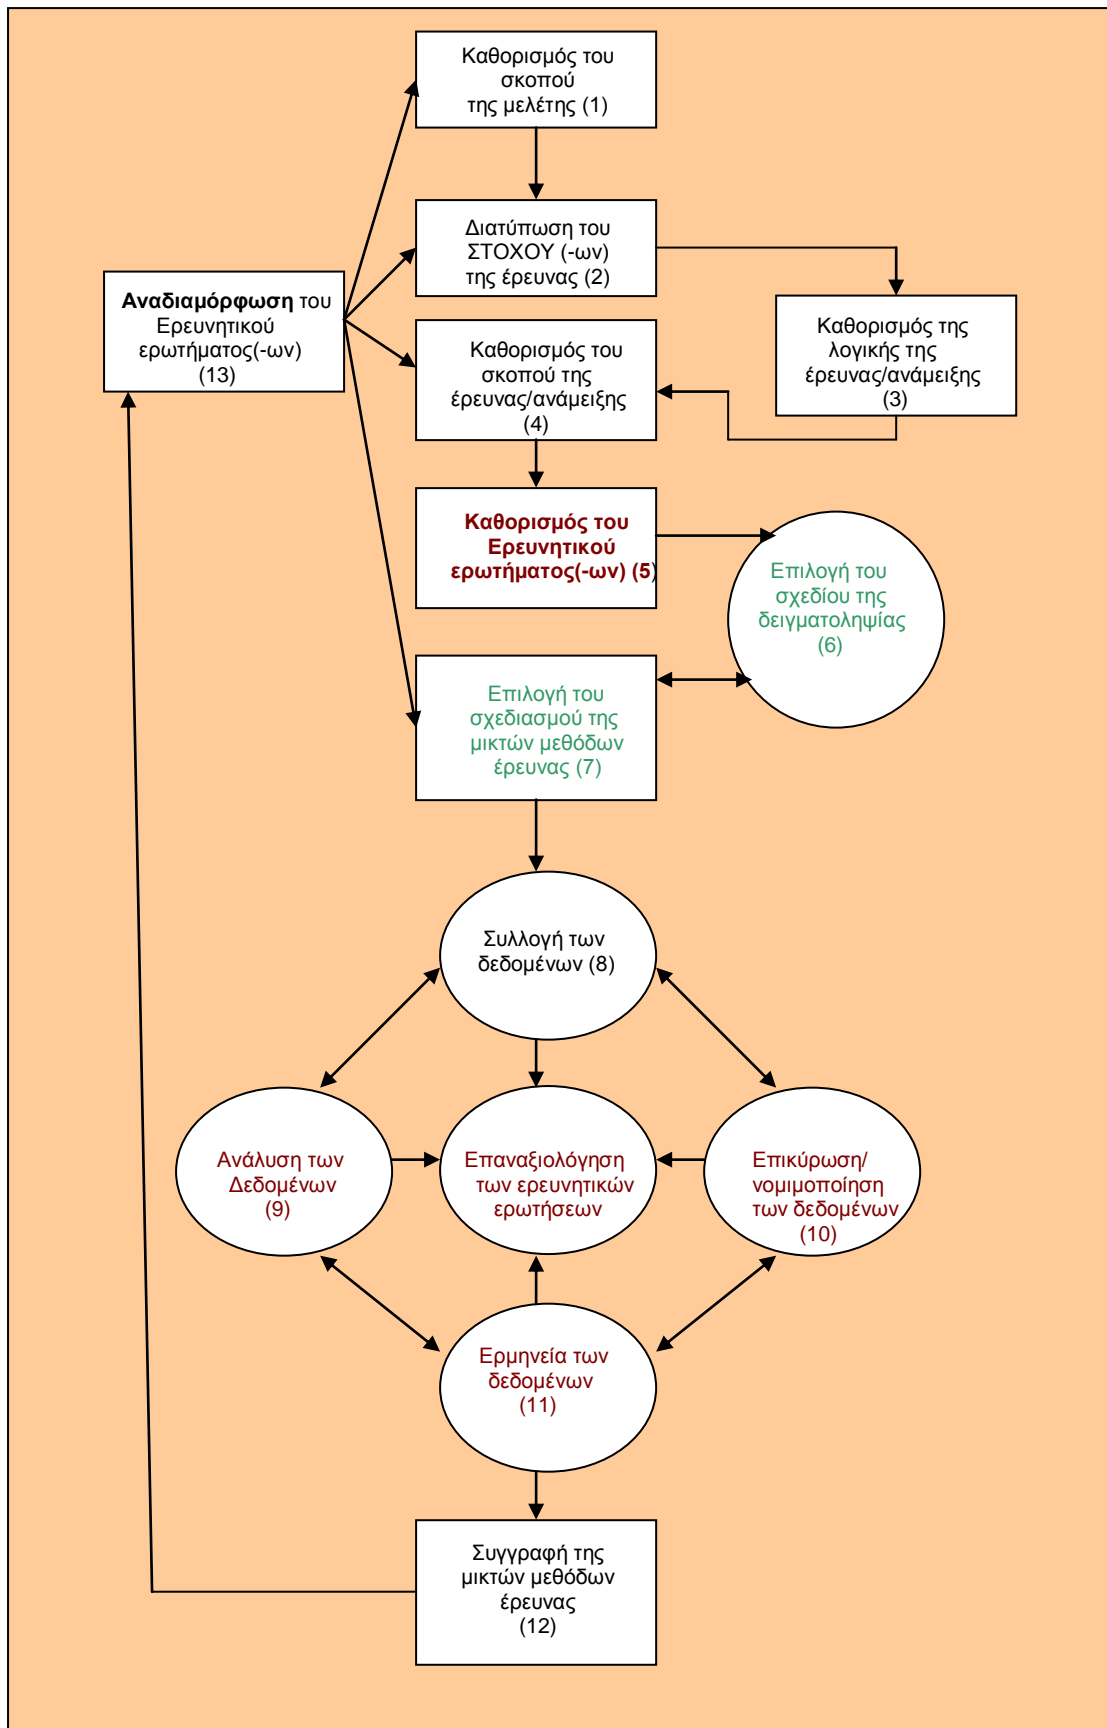 Καθορισμός του
σκοπού
της μελέτης (1)
Διατύπωση του
ΣΤΟΧΟΥ (-ων)
της έρευνας (2)
Αναδιαμόρφωση του
Ερευνητικού
ερωτήματος(-ων)
(13)
Καθορισμός της
λογικής της
έρευνας/ανάμειξης
(3)
Καθορισμός του
σκοπού της
έρευνας/ανάμειξης
(4)
Καθορισμός του
Ερευνητικού
ερωτήματος(-ων) (5)
Επιλογή του
σχεδίου της
δειγματοληψίας
(6)
Επιλογή του
σχεδιασμού της
μικτών μεθόδων
έρευνας (7)
Συλλογή των
δεδομένων (8)
Ανάλυση των
Δεδομένων
(9)
Επαναξιολόγηση
των ερευνητικών
ερωτήσεων
Επικύρωση/
νομιμοποίηση
των δεδομένων
(10)
Ερμηνεία των
δεδομένων
(11)
Συγγραφή της
μικτών μεθόδων
έρευνας
(12)